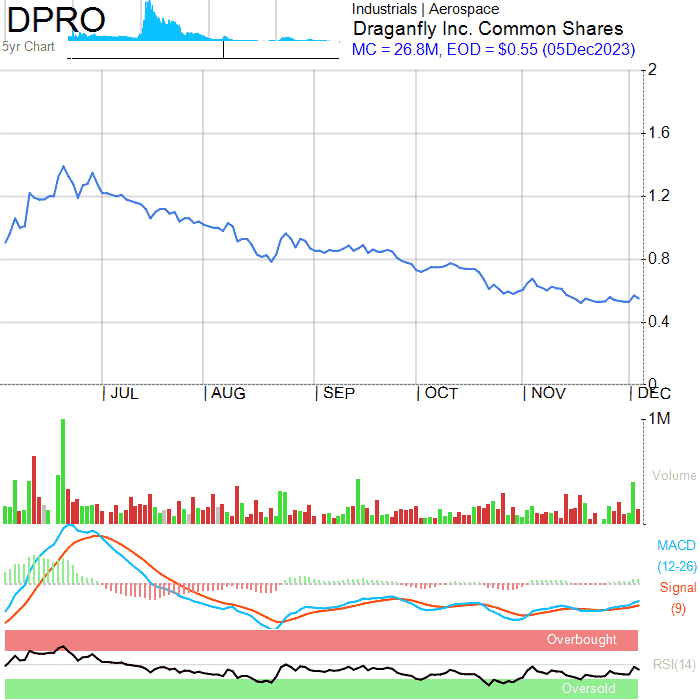 DPRO
5yr Chart
Industrials | Aerospace
Draganfly Inc. Common Shares
MC = 26.8M, EOD = $0.55 (05Dec2023)
2
1.6
1.2
0.8
0.4
0
| JUL | AUG | SEP | OCT | NOV | DEC
1M
Volume
MACD
(12-26)
Signal
(9)
Overbought
RSI(14)
Oversold